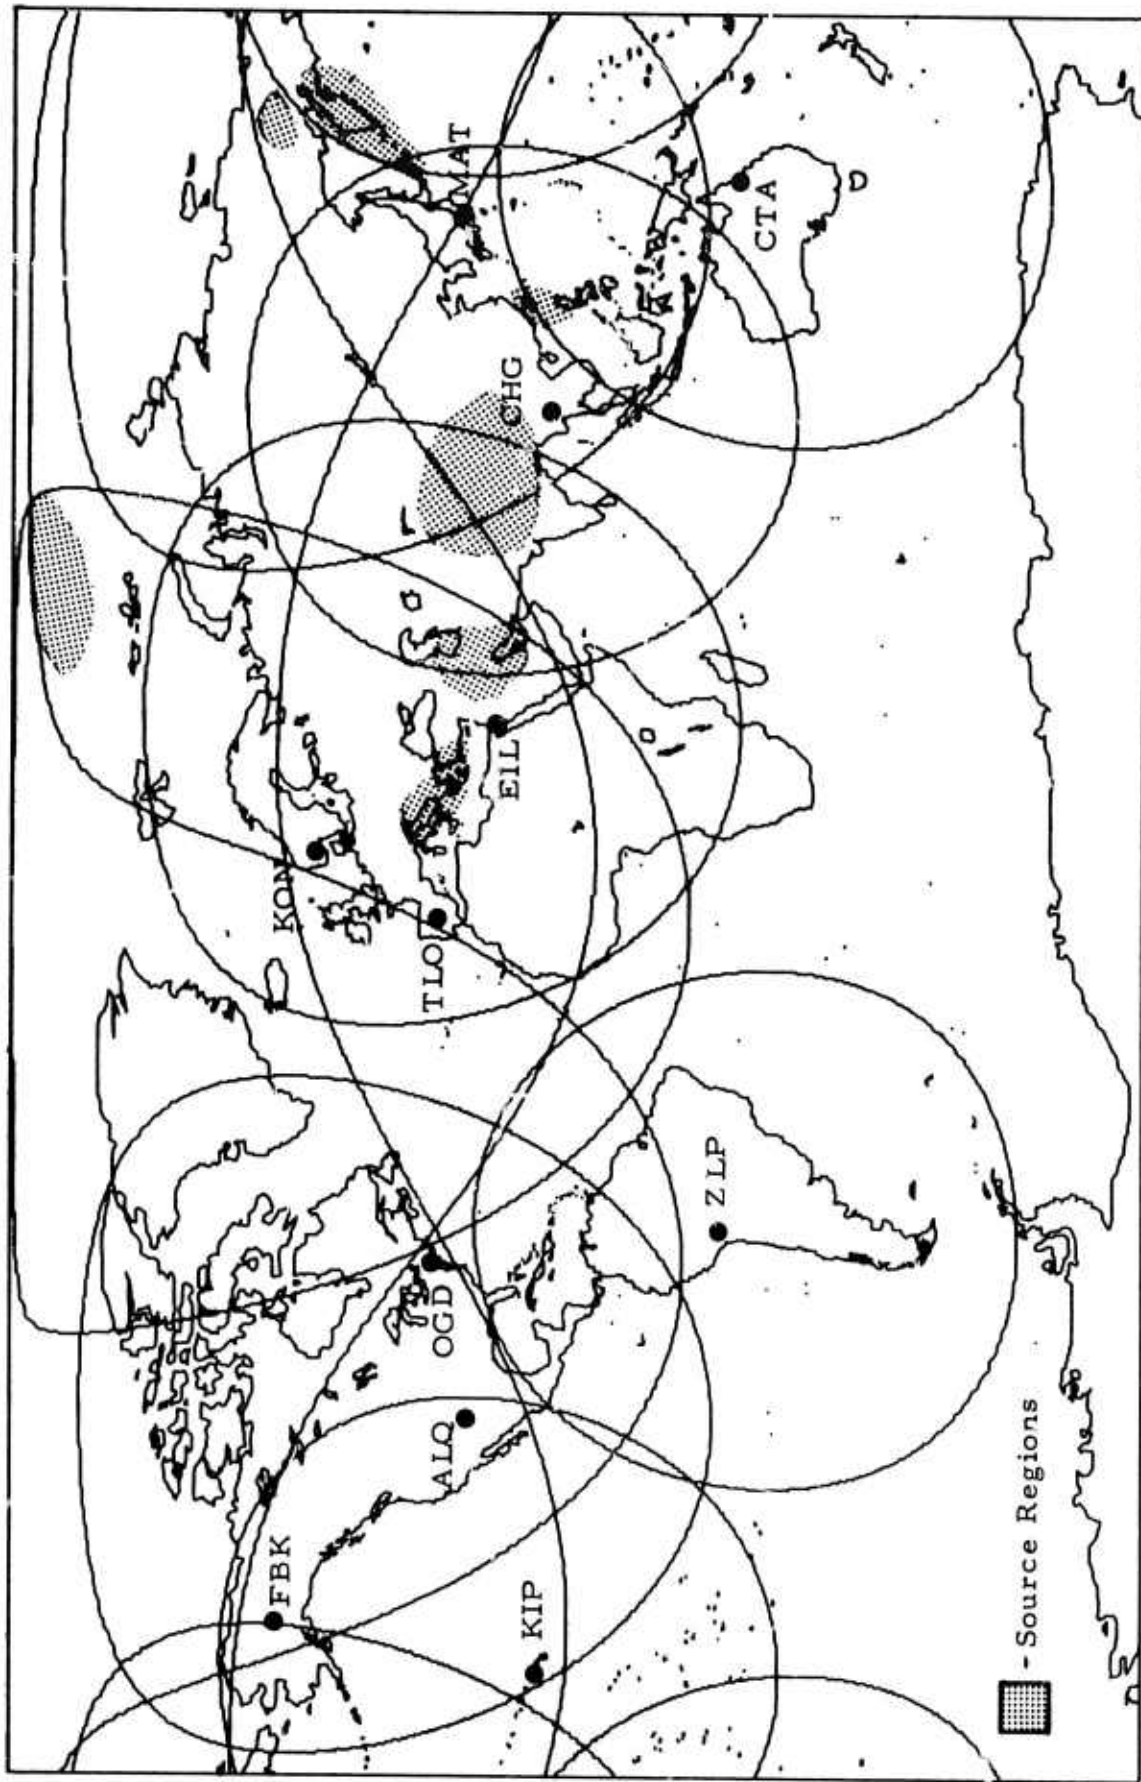 FBK
KIP
ALQ
OGD
ZLP
KON
TLO
EIL
CHG
MAT
CTA
- Source Regions